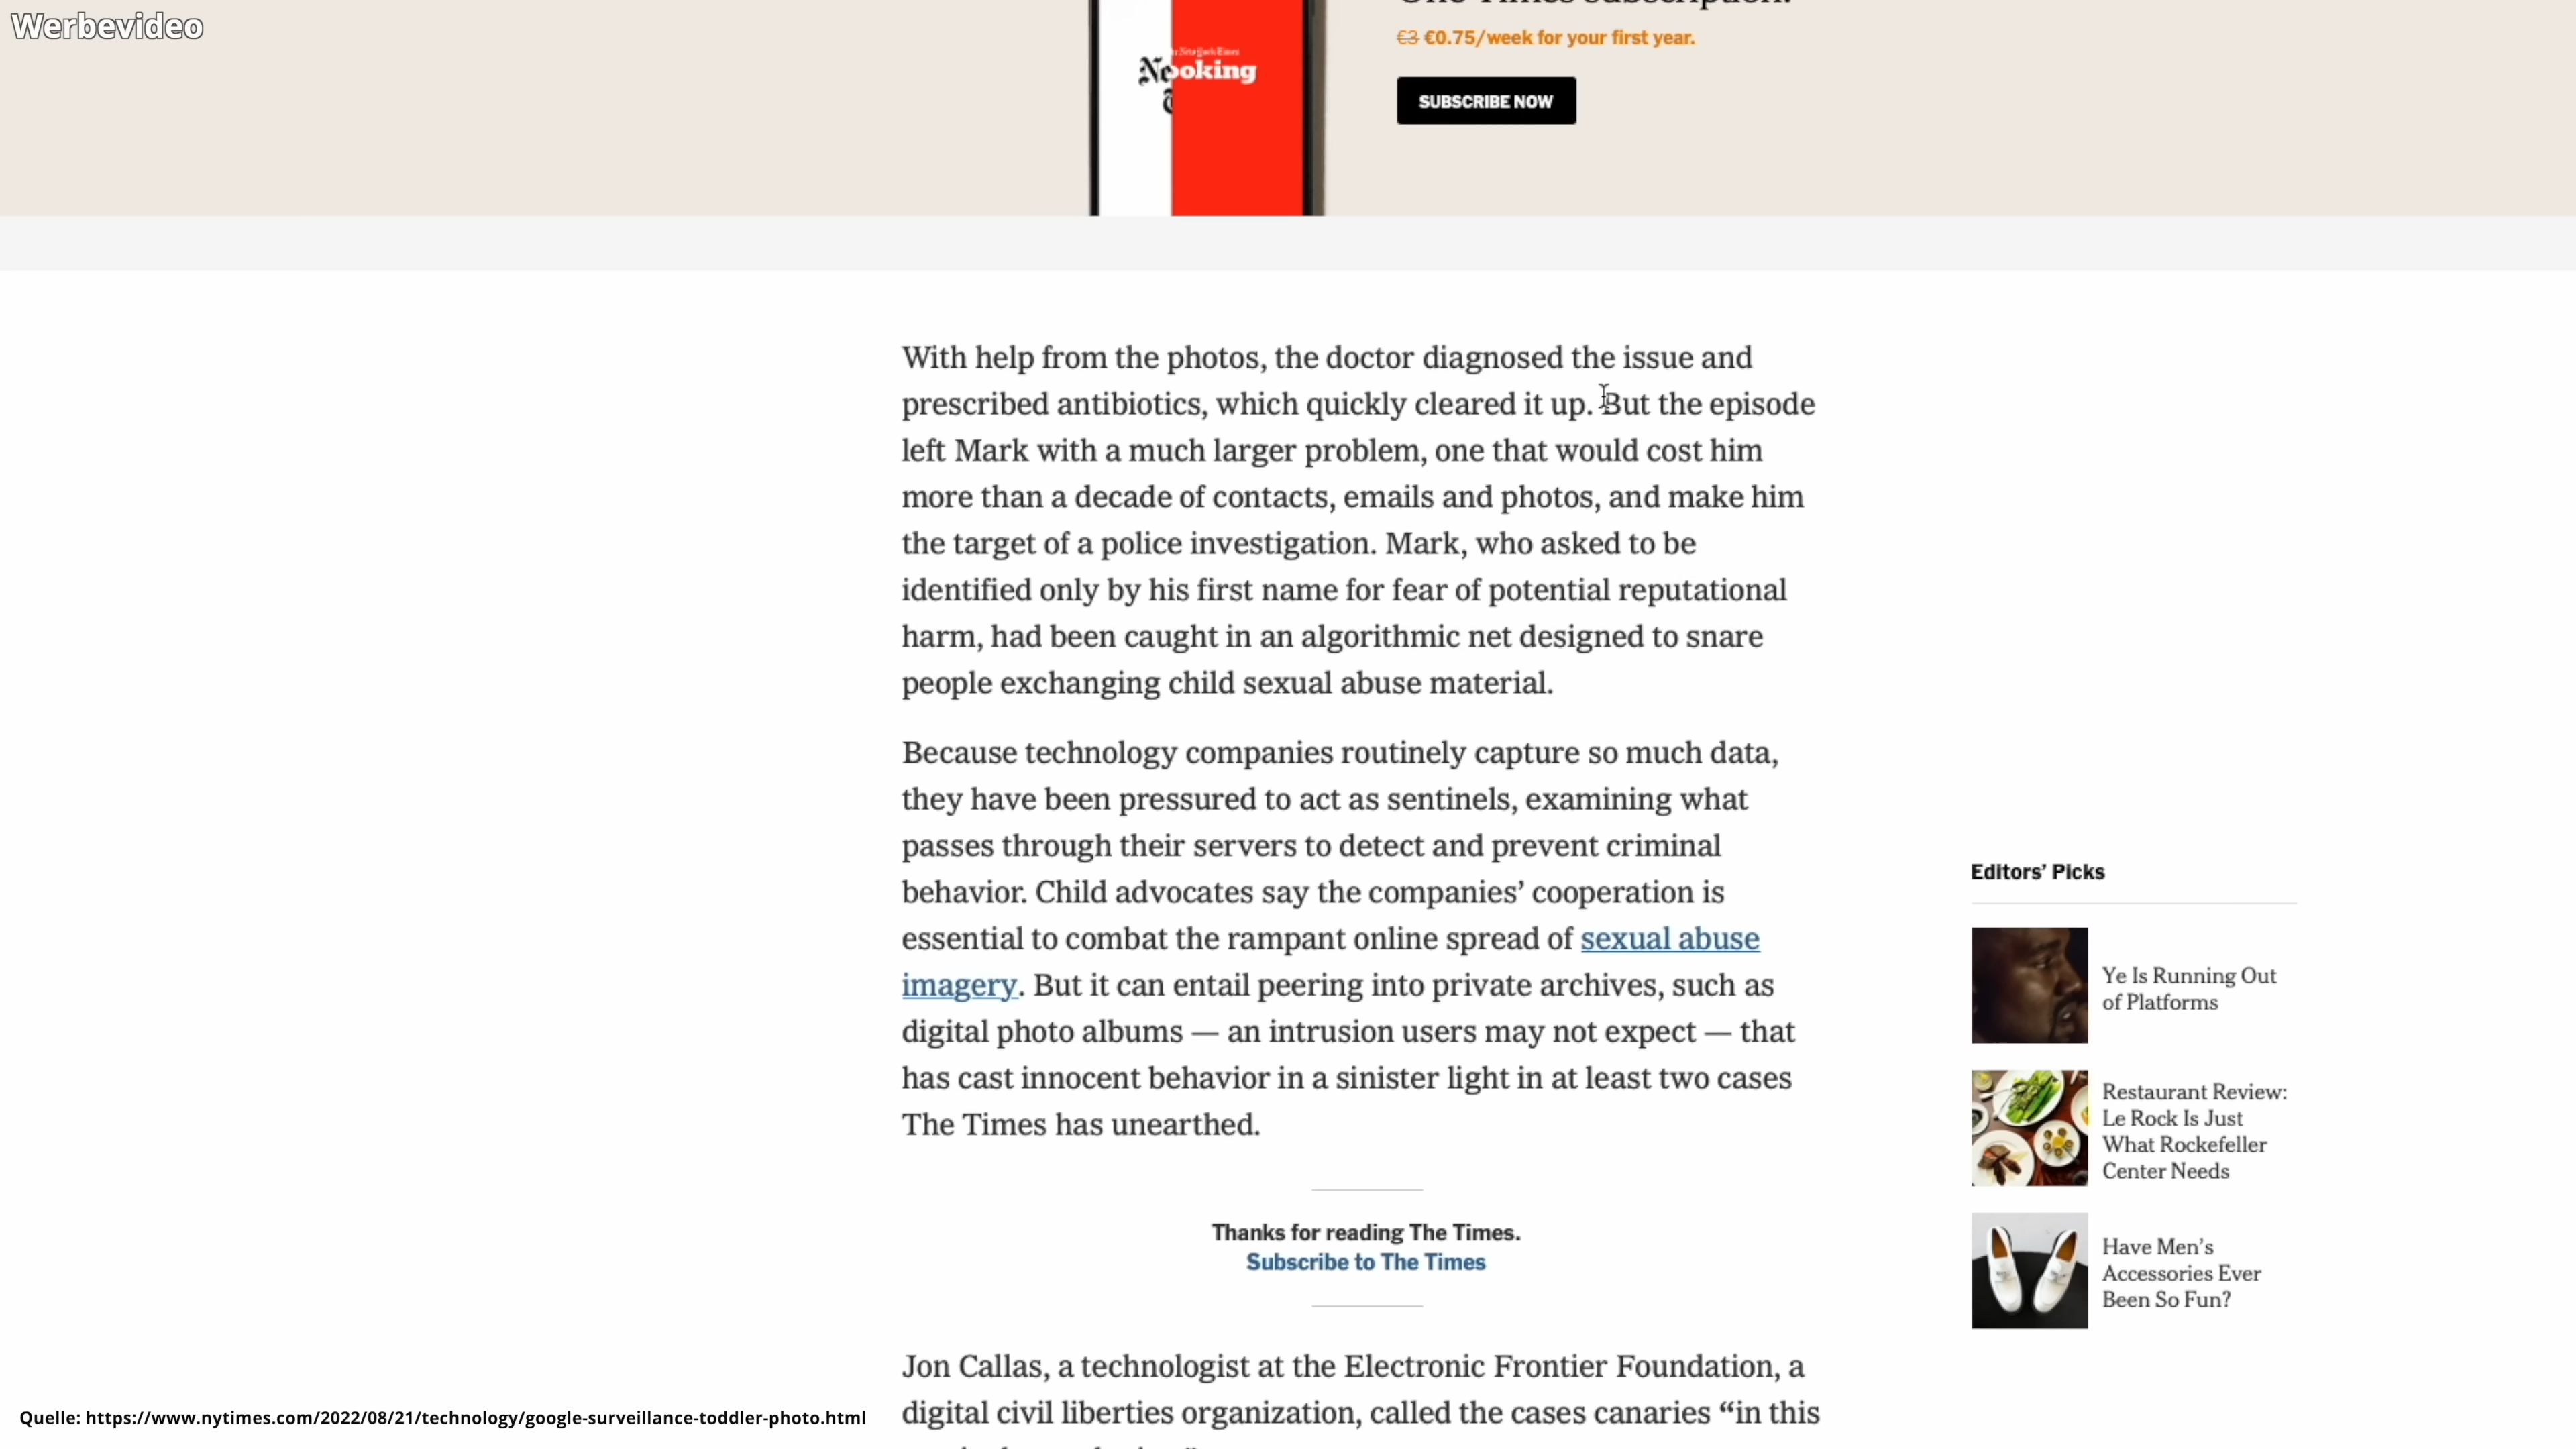 Werbevideo
One Times subscription.
€3 €0.75/week for your first year.
SUBSCRIBE NOW
The New York Times
Ne
ooking
With help from the photos, the doctor diagnosed the issue and
prescribed antibiotics, which quickly cleared it up. But the episode
left Mark with a much larger problem, one that would cost him
more than a decade of contacts, emails and photos, and make him
the target of a police investigation. Mark, who asked to be
identified only by his first name for fear of potential reputational
harm, had been caught in an algorithmic net designed to snare
people exchanging child sexual abuse material.
Because technology companies routinely capture so much data,
they have been pressured to act as sentinels, examining what
passes through their servers to detect and prevent criminal
behavior. Child advocates say the companies’ cooperation is
essential to combat the rampant online spread of sexual abuse
imagery. But it can entail peering into private archives, such as
digital photo albums — an intrusion users may not expect — that
has cast innocent behavior in a sinister light in at least two cases
The Times has unearthed.
Editors’ Picks
Ye Is Running Out
of Platforms
Restaurant Review:
Le Rock Is Just
What Rockefeller
Center Needs
Have Men’s
Accessories Ever
Been So Fun?
Thanks for reading The Times.
Subscribe to The Times
Jon Callas, a technologist at the Electronic Frontier Foundation, a
digital civil liberties organization, called the cases canaries “in this
Quelle: https://www.nytimes.com/2022/08/21/technology/google-surveillance-toddler-photo.html